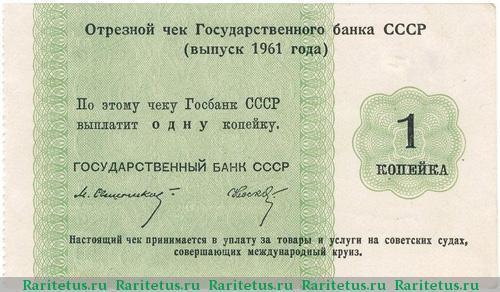 Отрезной чек Государственного банка СССР
(выпуск 1961 года)
По этому чеку Госбанк СССР
выплатит одну копейку.
ГОСУДАРСТВЕННЫЙ БАНК СССР
1
КОПЕЙКА
Настоящий чек принимается в уплату за товары и услуги на советских судах,
совершающих международный круиз.
Raritetus.ru Raritetus.ru Raritetus.ru Raritetus.ru Raritetus.ru Raritetus.ru